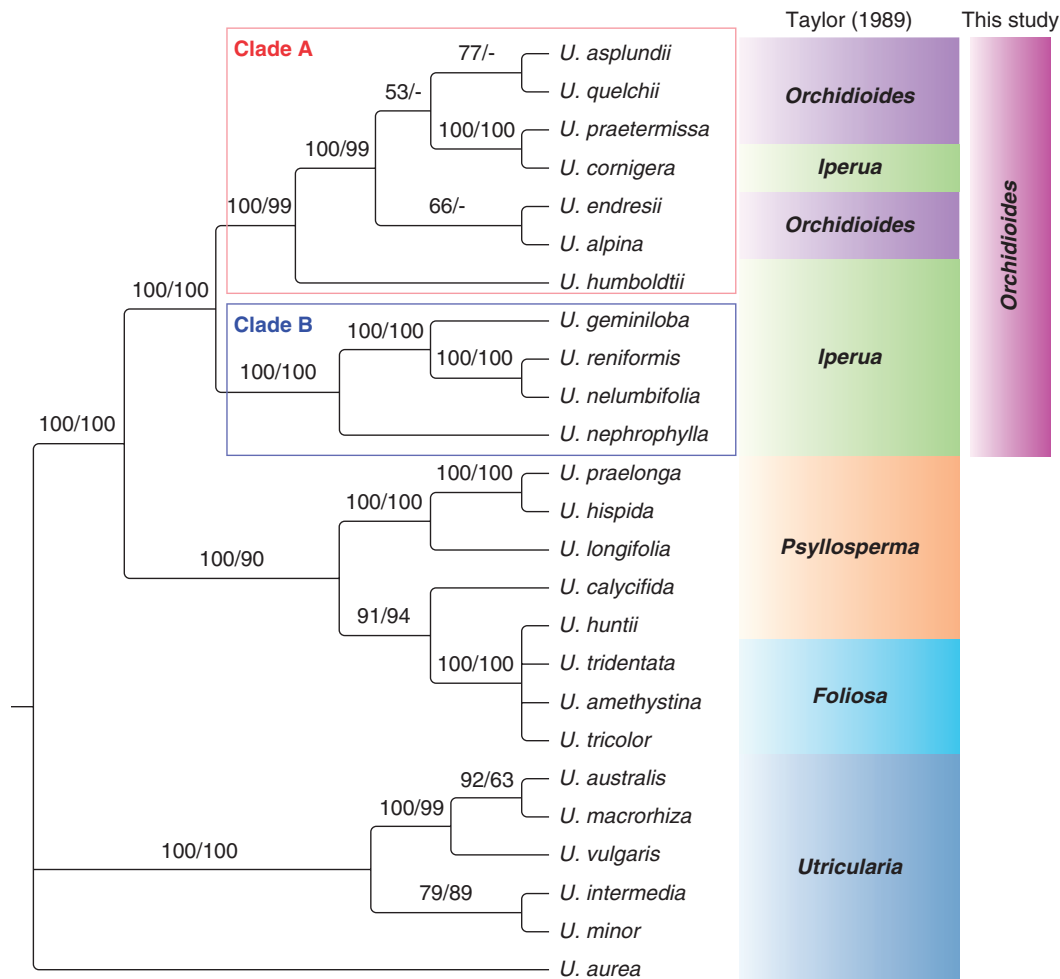 Taylor (1989)
This study
Clade A
77/-
U. asplundii
53/-
U. quelchii
Orchidioides
100/100
U. praetermissa
100/99
U. cornigera
Iperua
100/99
66/-
U. endresii
Orchidioides
U. alpina
Orchidioides
100/100
U. humboldtii
Clade B
100/100
U. geminiloba
100/100
U. reniformis
Iperua
100/100
U. nelumbifolia
100/100
U. nephrophylla
100/100
U. praelonga
100/100
U. hispida
100/90
U. longifolia
Psyllosperma
91/94
U. calycifida
U. huntii
100/100
U. tridentata
U. amethystina
Foliosa
U. tricolor
92/63
U. australis
100/99
U. macrorhiza
100/100
U. vulgaris
Utricularia
79/89
U. intermedia
U. minor
U. aurea